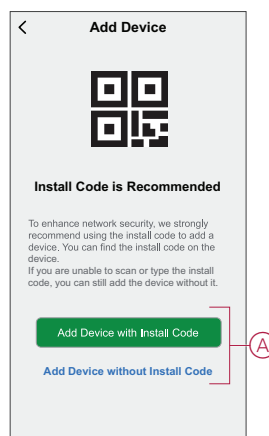 Add Device
Install Code is Recommended
To enhance network security, we strongly
recommend using the install code to add a
device. You can find the install code on the
device.
If you are unable to scan or type the install
code, you can still add the device without it.
Add Device with Install Code
A
Add Device without Install Code